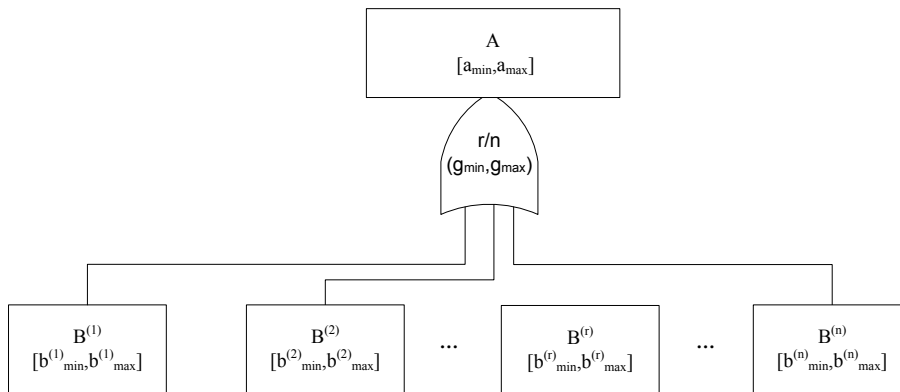 A
[a_min,a_max]
r/n
(g_min,g_max)
B^(1)
[b^(1)_min,b^(1)_max]
B^(2)
[b^(2)_min,b^(2)_max]
...
B^(r)
[b^(r)_min,b^(r)_max]
...
B^(n)
[b^(n)_min,b^(n)_max]